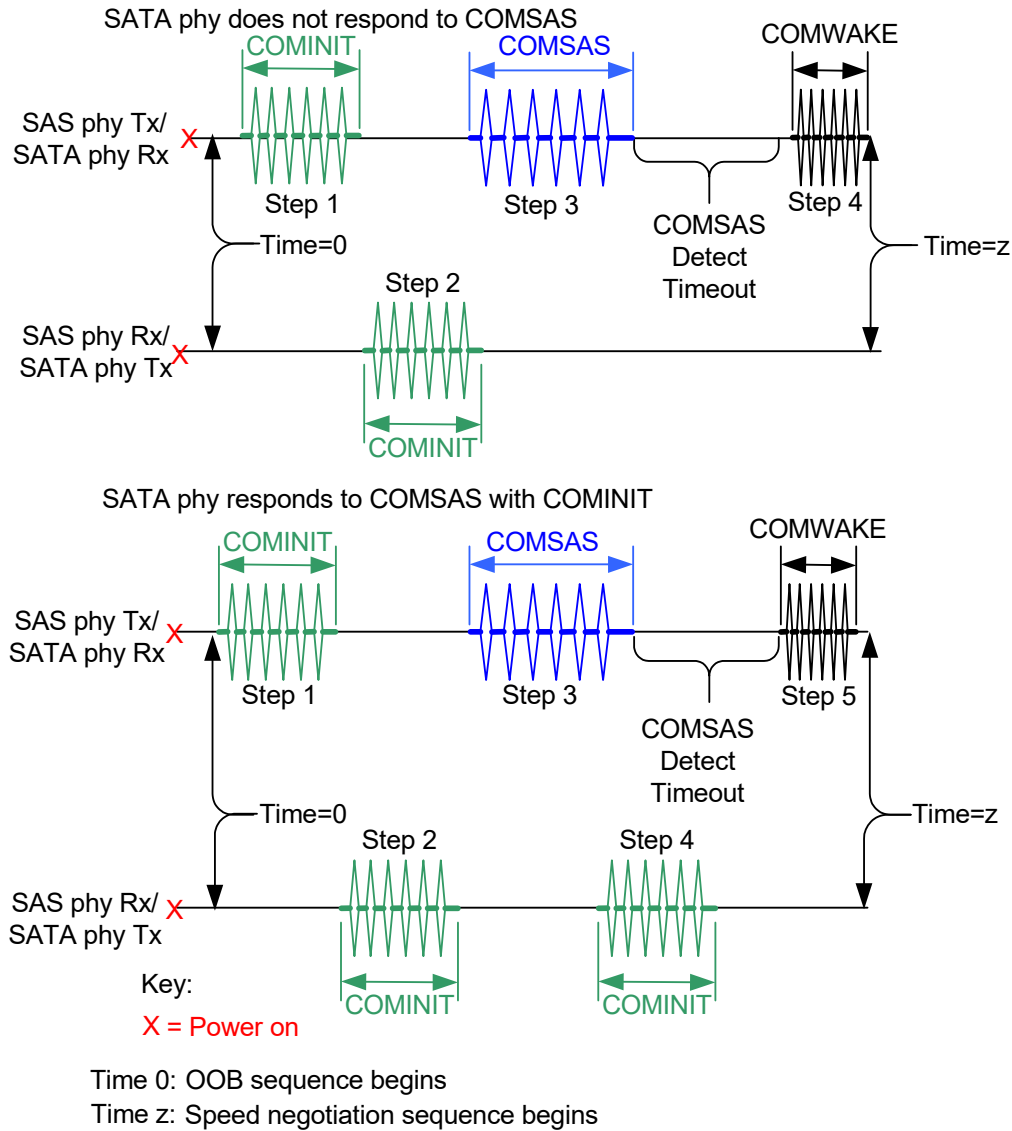 SATA phy does not respond to COMSAS
COMINIT
COMSAS
COMWAKE
SAS phy Tx/
SATA phy Rx
X
Step 1
Step 3
Step 4
Time=0
COMSAS
Detect
Timeout
Time=z
Step 2
SAS phy Rx/
SATA phy Tx
X
COMINIT
SATA phy responds to COMSAS with COMINIT
COMINIT
COMSAS
COMWAKE
SAS phy Tx/
SATA phy Rx
X
Step 1
Step 3
Step 5
COMSAS
Detect
Timeout
Time=0
Time=z
Step 2
Step 4
SAS phy Rx/
SATA phy Tx
X
COMINIT
COMINIT
Key:
X = Power on
Time 0: OOB sequence begins
Time z: Speed negotiation sequence begins